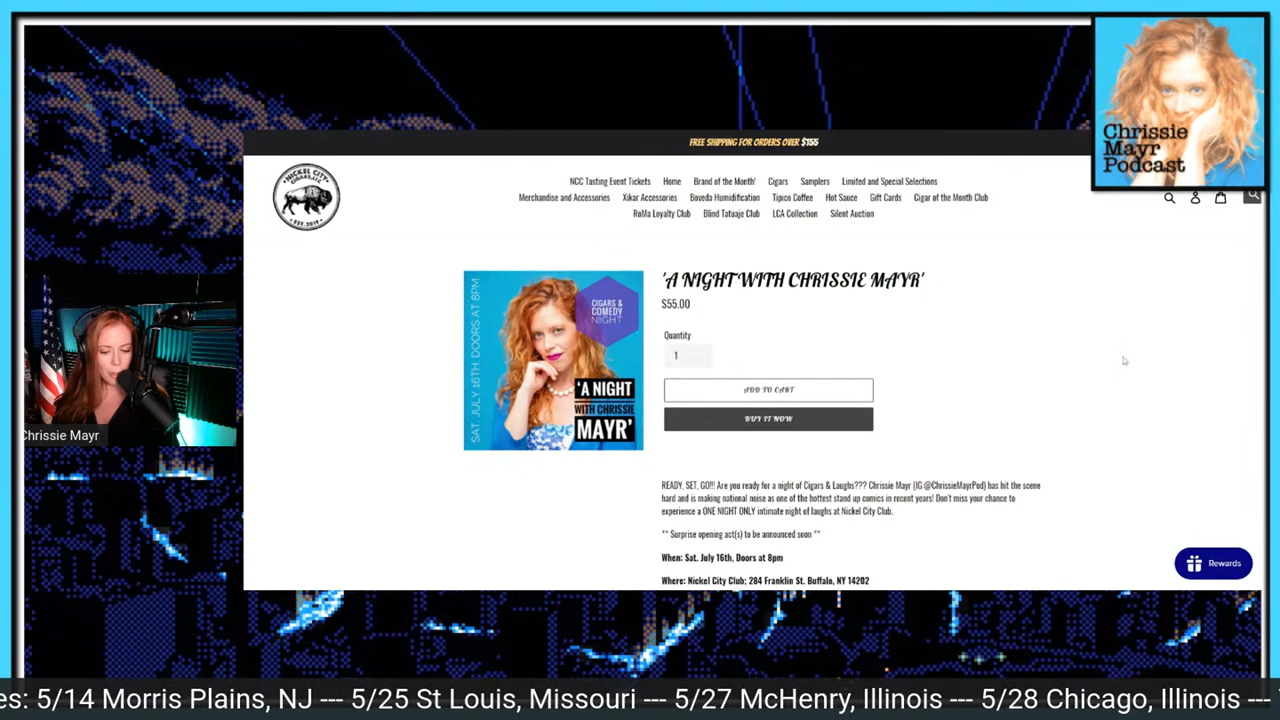 Chrissie
Mayr
Podcast
FREE SHIPPING FOR ORDERS OVER $155
NICKEL CITY
CIGARS, LLC
EST. 2019
NCC Tasting Event Tickets Home Brand of the Month! Cigars Samplers Limited and Special Selections
Merchandise and Accessories Xikar Accessories Boveda Humidification Tipico Coffee Hot Sauce Gift Cards Cigar of the Month Club
RoMa Loyalty Club Blind Tatuaje Club LCA Collection Silent Auction
SAT. JULY 16TH. DOORS AT 8PM
CIGARS &
COMEDY
NIGHT
'A NIGHT
WITH CHRISSIE
MAYR'
'A NIGHT WITH CHRISSIE MAYR'
$55.00
Quantity
1
ADD TO CART
BUY IT NOW
READY, SET, GO!!! Are you ready for a night of Cigars & Laughs??? Chrissie Mayr (IG @ChrissieMayrPod) has hit the scene
hard and is making national noise as one of the hottest stand up comics in recent years! Don't miss your chance to
experience a ONE NIGHT ONLY intimate night of laughs at Nickel City Club.
** Surprise opening act(s) to be announced soon **
When: Sat. July 16th, Doors at 8pm
Where: Nickel City Club; 284 Franklin St. Buffalo, NY 14202
Rewards
Chrissie Mayr
es: 5/14 Morris Plains, NJ --- 5/25 St Louis, Missouri --- 5/27 McHenry, Illinois --- 5/28 Chicago, Illinois ---